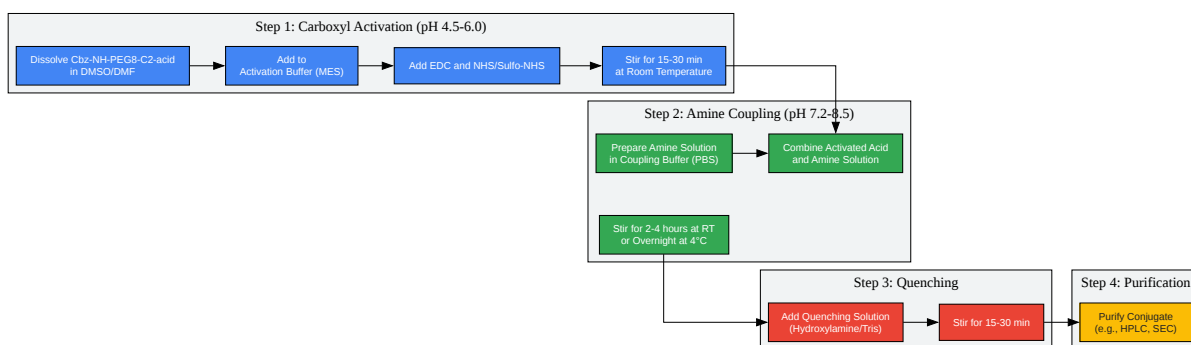 Step 1: Carboxyl Activation (pH 4.5-6.0)
Dissolve Cbz-NH-PEG8-C2-acid
in DMSO/DMF
Add to
Activation Buffer (MES)
Add EDC and NHS/Sulfo-NHS
Stir for 15-30 min
at Room Temperature
Step 2: Amine Coupling (pH 7.2-8.5)
Prepare Amine Solution
in Coupling Buffer (PBS)
Combine Activated Acid
and Amine Solution
Stir for 2-4 hours at RT
or Overnight at 4°C
Step 3: Quenching
Add Quenching Solution
(Hydroxylamine/Tris)
Stir for 15-30 min
Step 4: Purification
Purify Conjugate
(e.g., HPLC, SEC)